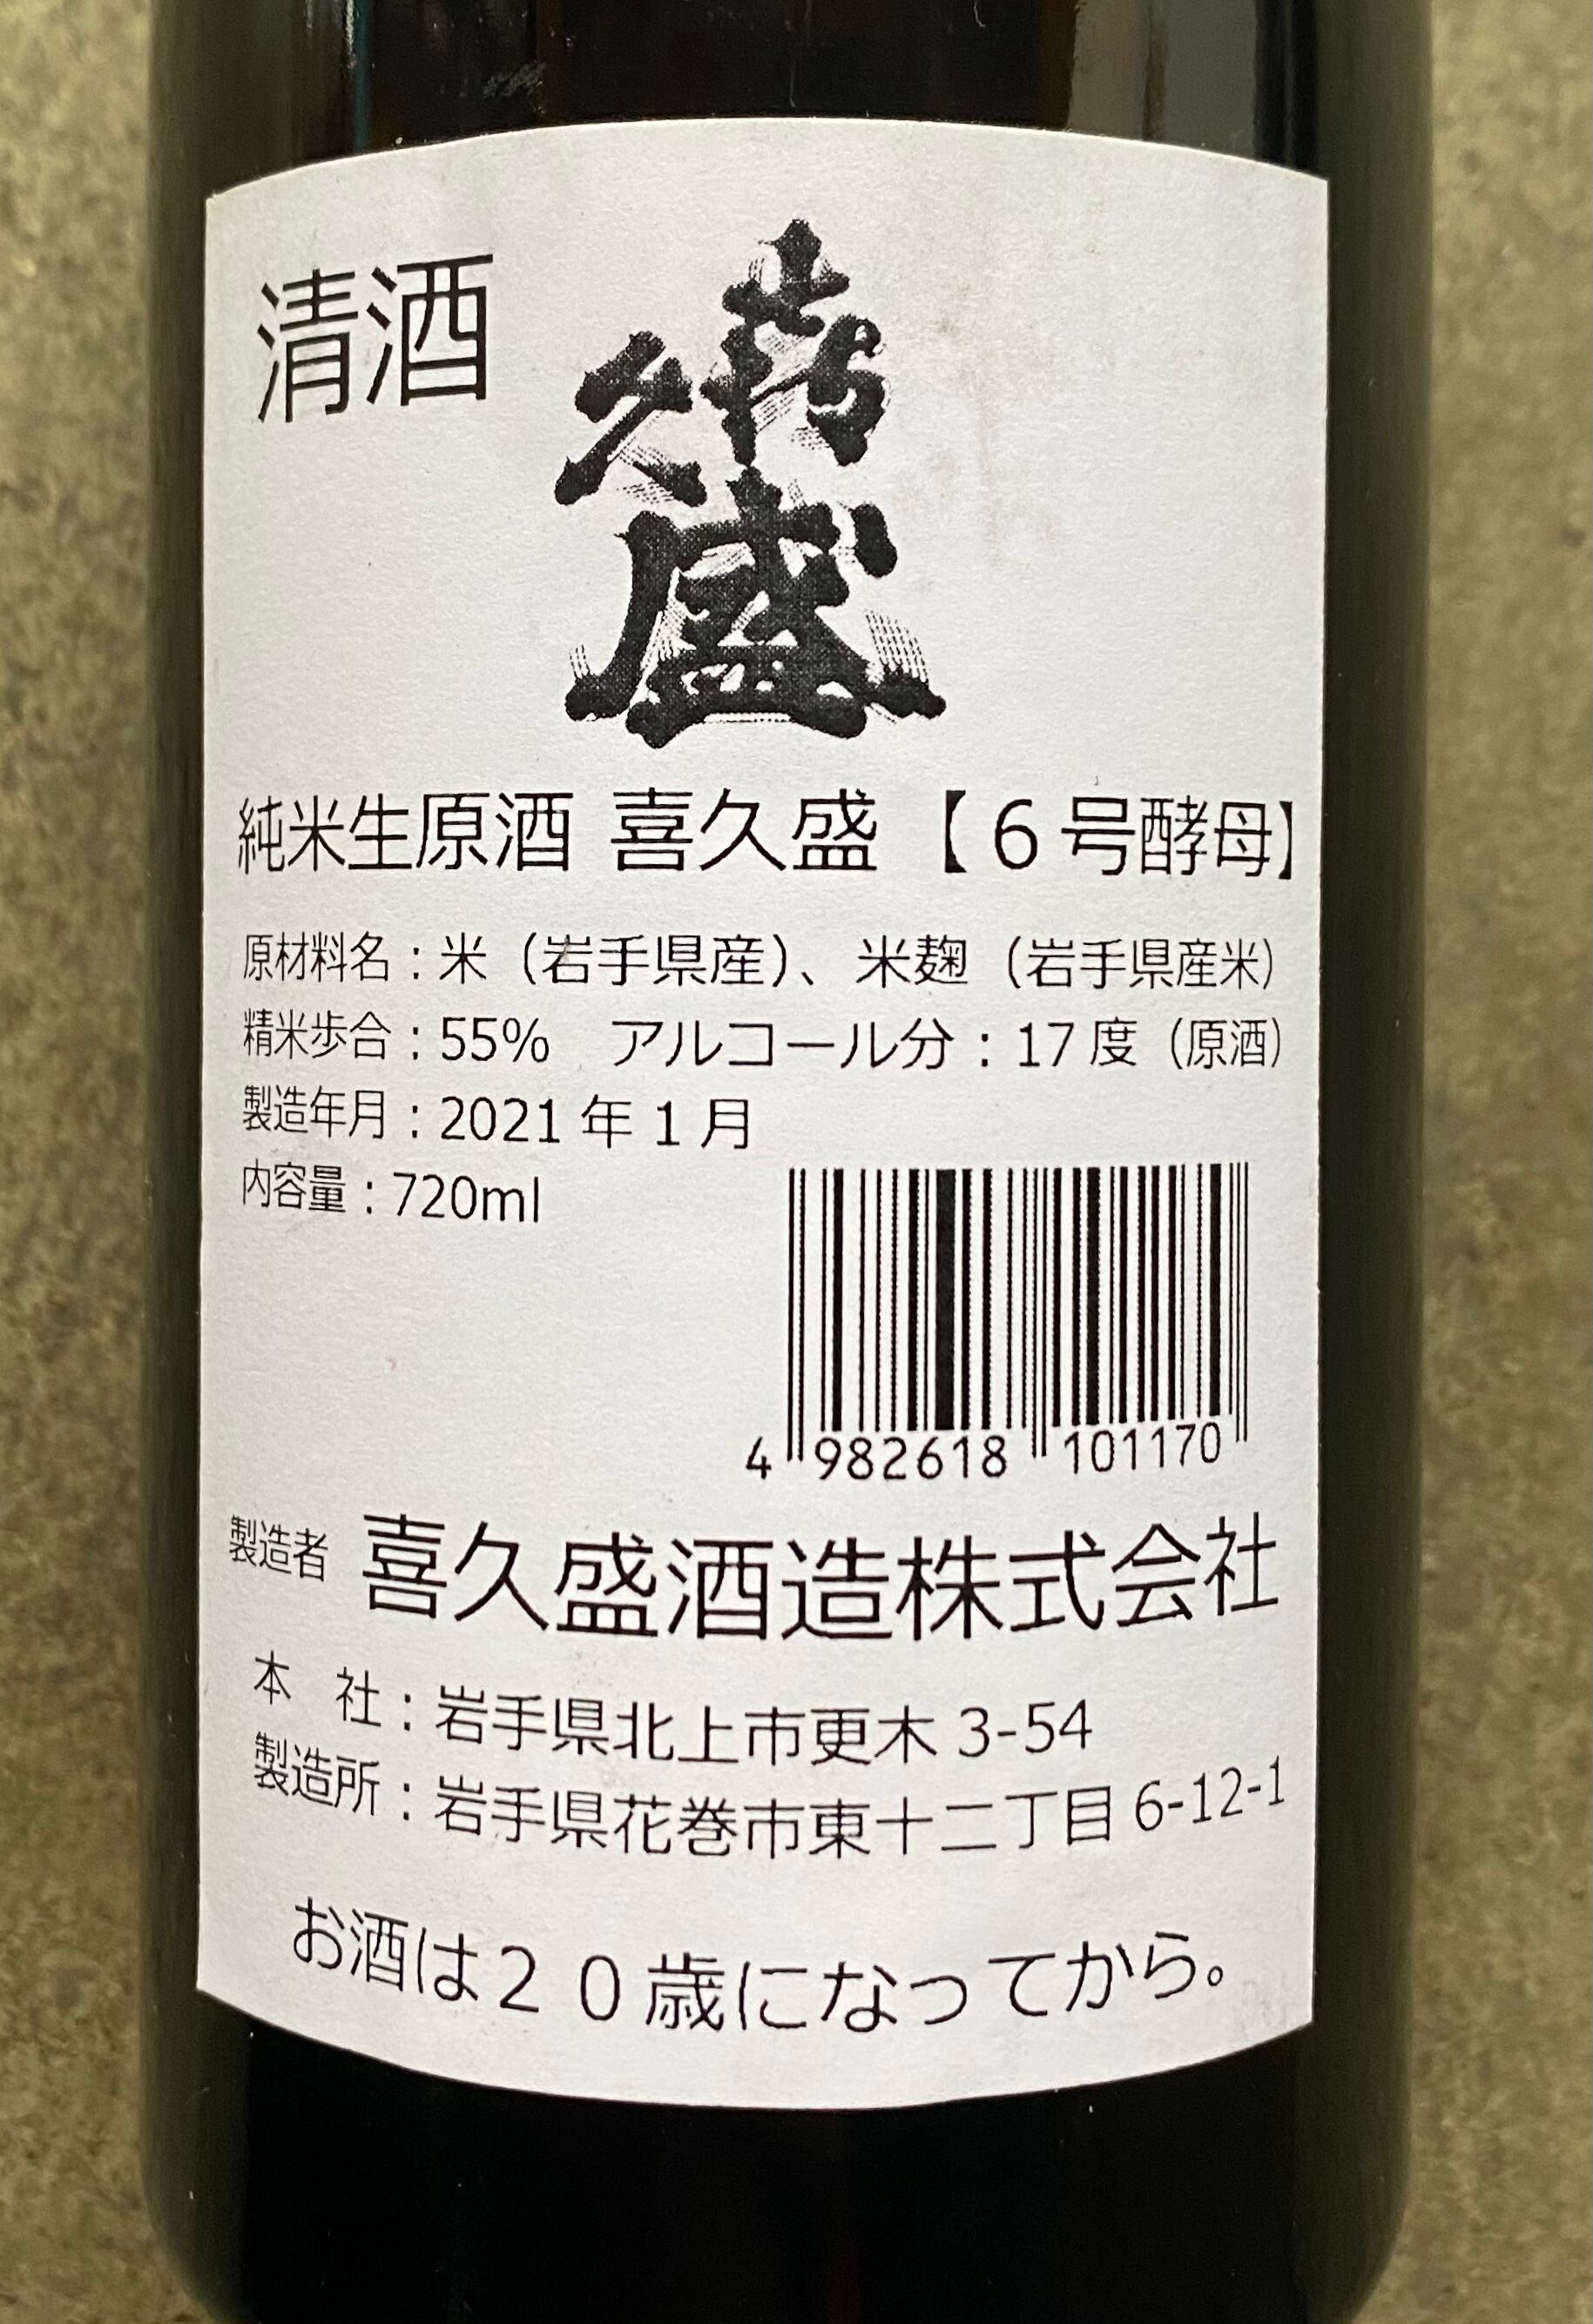 清酒
喜久盛
純米生原酒 喜久盛【６号酵母】
原材料名：米（岩手県産）、米麹（岩手県産米）
精米歩合：55%　アルコール分：17度（原酒）
製造年月：2021年1月
内容量：720ml
4 982618 101170
製造者 喜久盛酒造株式会社
本　社：岩手県北上市更木 3-54
製造所：岩手県花巻市東十二丁目 6-12-1
お酒は２０歳になってから。